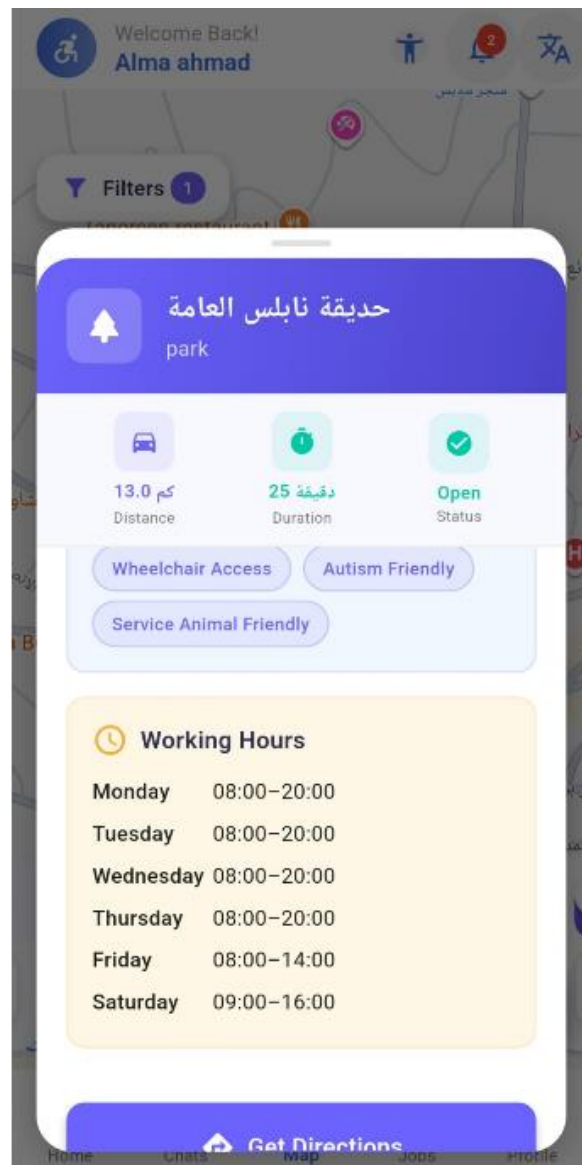 Welcome Back!
Alma ahmad
2
Filters 1
حديقة نابلس العامة
park
13.0 كم
Distance
25 دقيقة
Duration
Open
Status
Wheelchair Access
Autism Friendly
Service Animal Friendly
Working Hours
Monday 08:00–20:00
Tuesday 08:00–20:00
Wednesday 08:00–20:00
Thursday 08:00–20:00
Friday 08:00–14:00
Saturday 09:00–16:00
Get Directions
Home Chats Map Jobs Profile